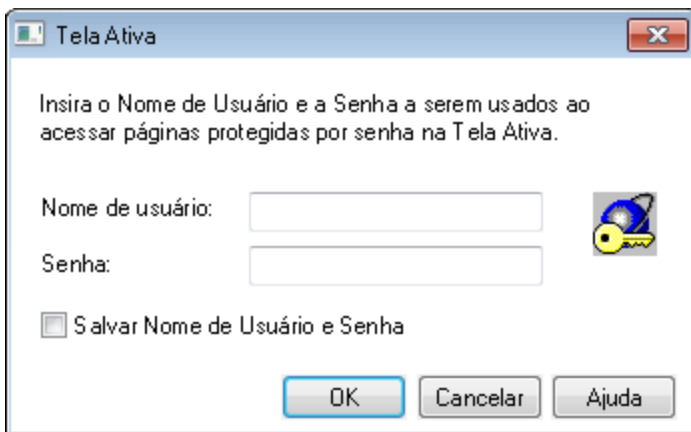 Tela Ativa
Insira o Nome de Usuário e a Senha a serem usados ao
acessar páginas protegidas por senha na Tela Ativa.
Nome de usuário:
Senha:
Salvar Nome de Usuário e Senha
OK Cancelar Ajuda